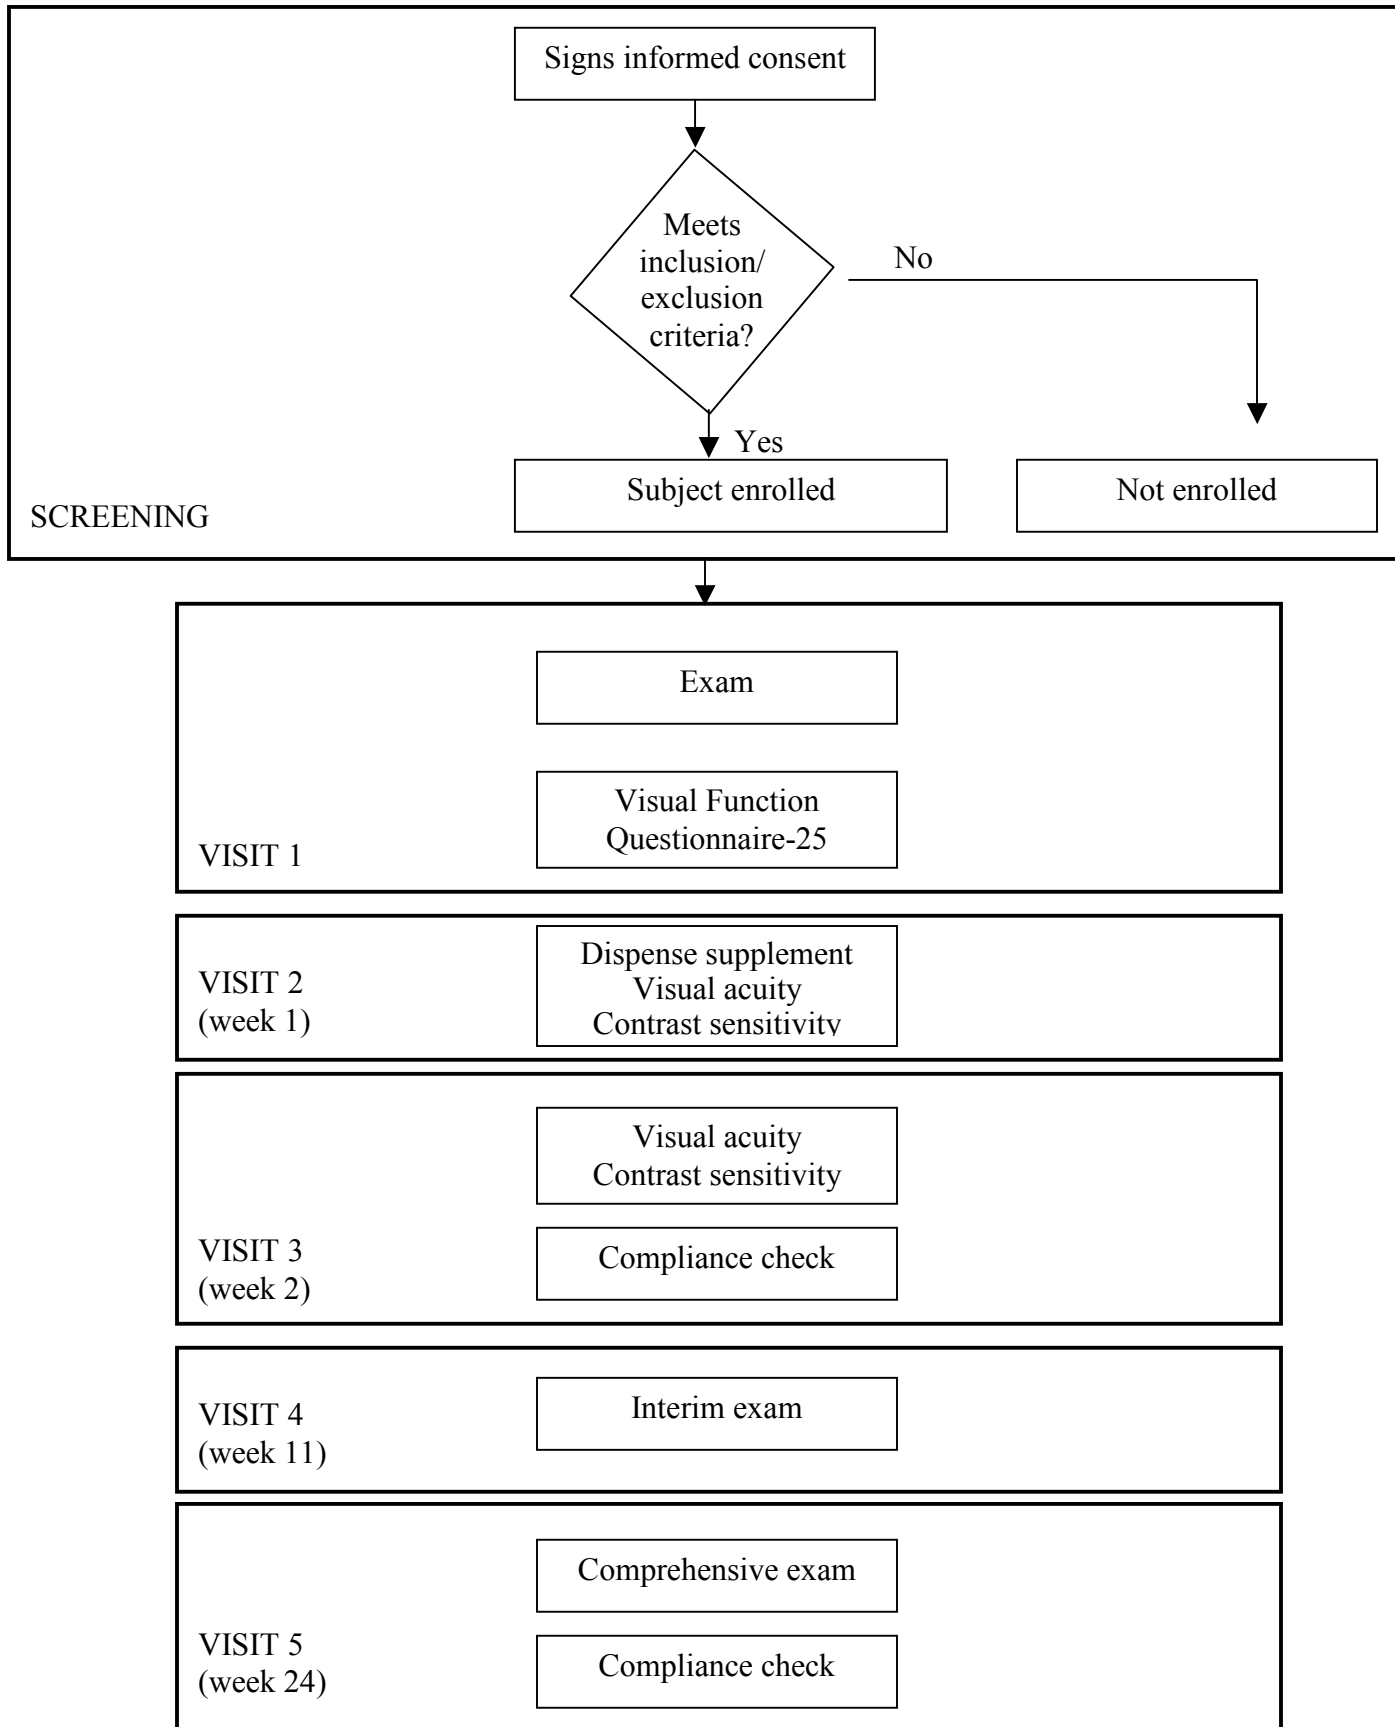 Signs informed consent
Meets
inclusion/
exclusion
criteria?
No
Yes
Subject enrolled
Not enrolled
SCREENING
Exam
Visual Function
Questionnaire-25
VISIT 1
Dispense supplement
Visual acuity
Contrast sensitivity
VISIT 2
(week 1)
Visual acuity
Contrast sensitivity
Compliance check
VISIT 3
(week 2)
Interim exam
VISIT 4
(week 11)
Comprehensive exam
Compliance check
VISIT 5
(week 24)